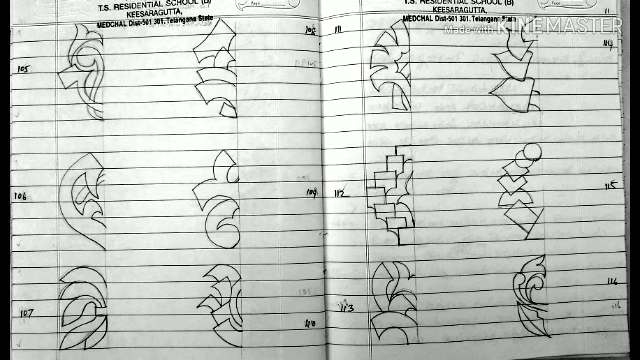 T.S. RESIDENTIAL SCHOOL (B)
KEESARAGUTTA,
MEDCHAL Dist-501 301. Telangana State
105
106
107
108
109
110
T.S. RESIDENTIAL SCHOOL (B)
KEESARAGUTTA,
MEDCHAL Dist-501 301. Telangana State
Made with KINEMASTER
111
112
113
114
115
116